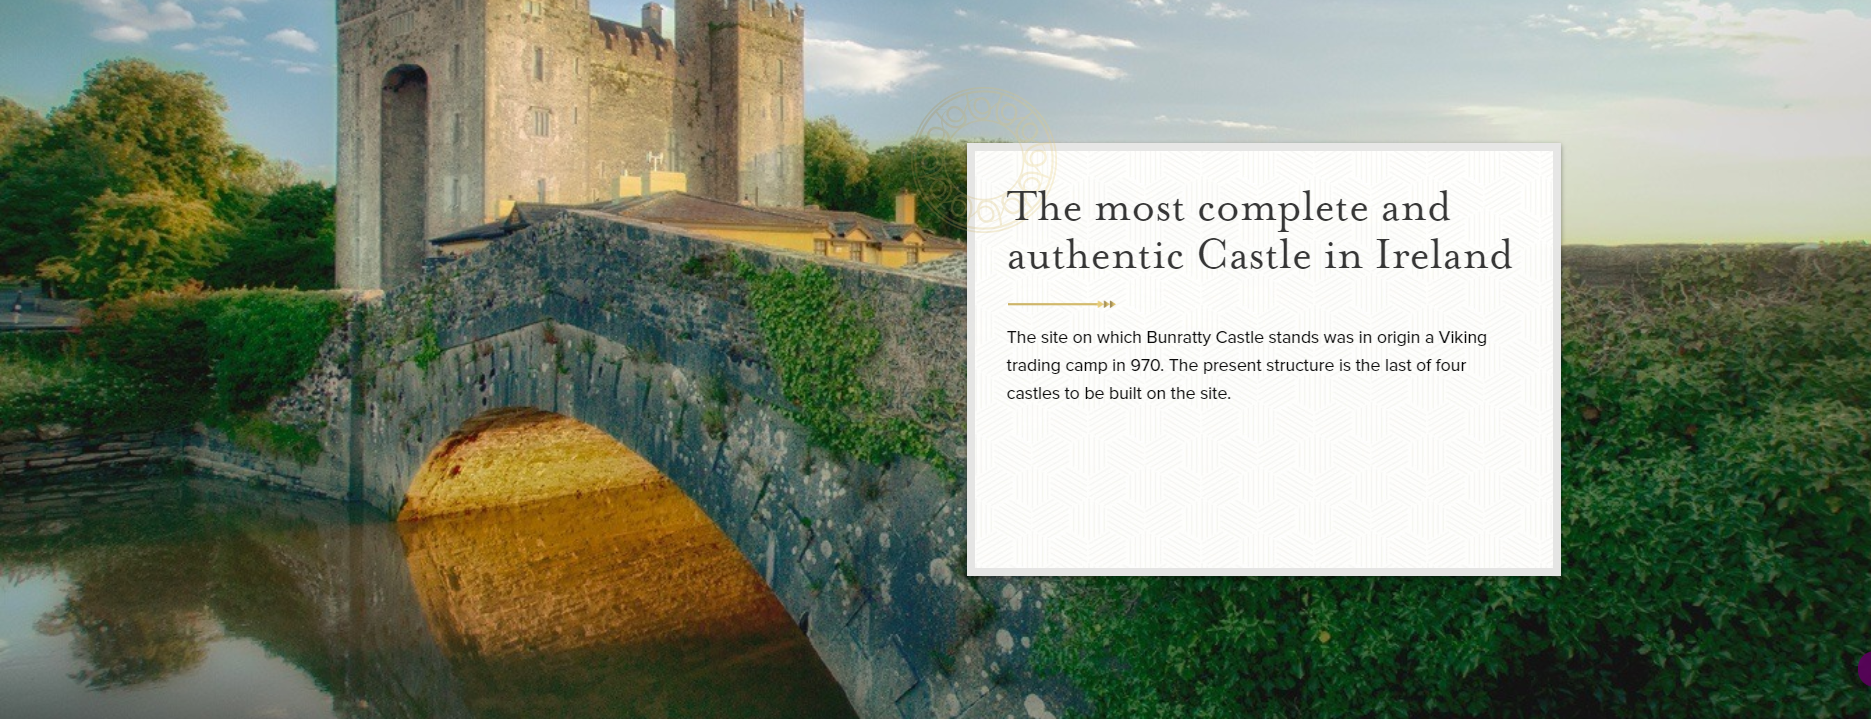 The most complete and
authentic Castle in Ireland
The site on which Bunratty Castle stands was in origin a Viking
trading camp in 970. The present structure is the last of four
castles to be built on the site.